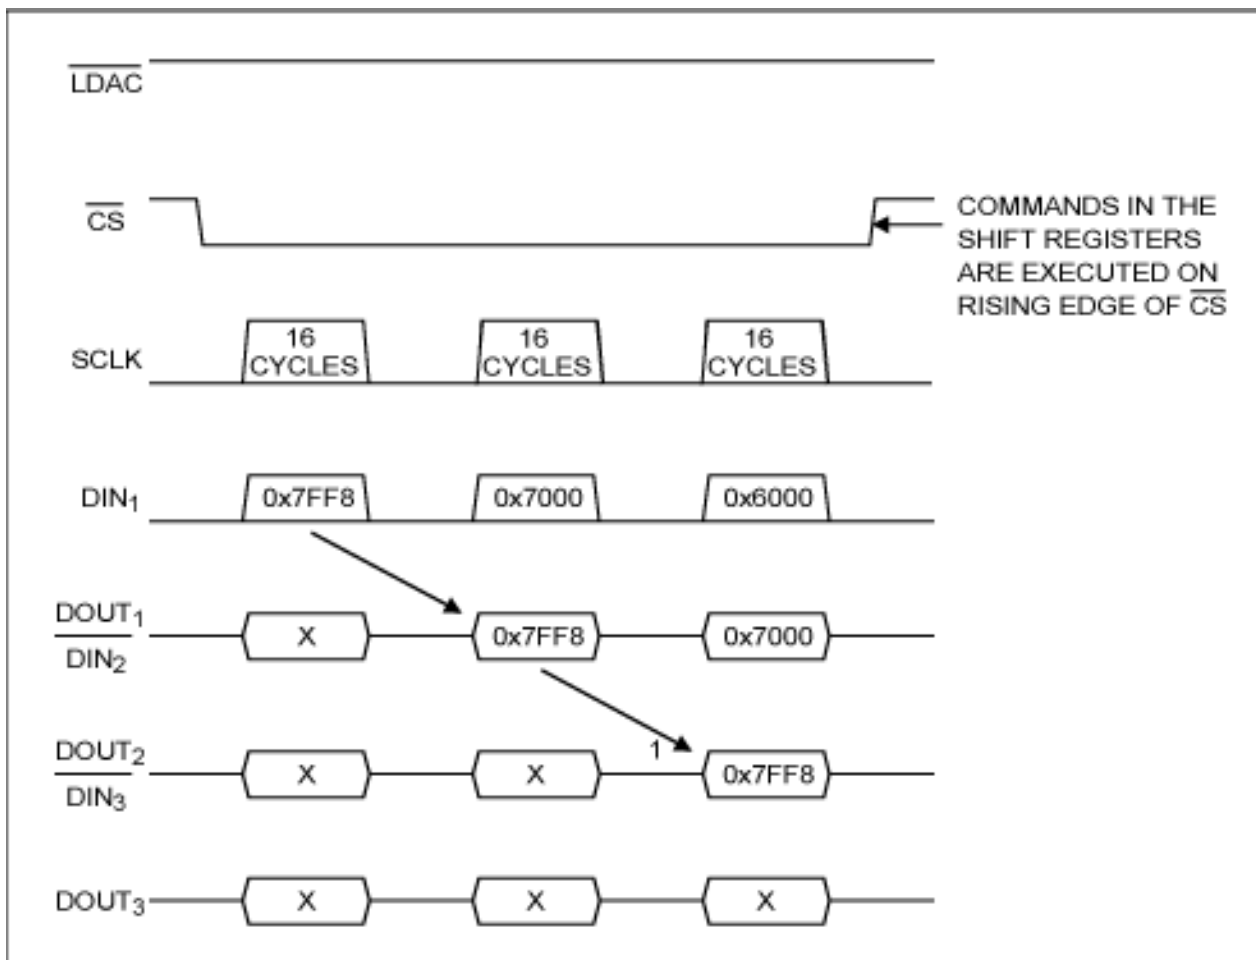 LDAC
CS
COMMANDS IN THE
SHIFT REGISTERS
ARE EXECUTED ON
RISING EDGE OF CS
SCLK
16
CYCLES
16
CYCLES
16
CYCLES
DIN1
0x7FF8
0x7000
0x6000
DOUT1
DIN2
X
0x7FF8
0x7000
DOUT2
DIN3
X
X
1
0x7FF8
DOUT3
X
X
X